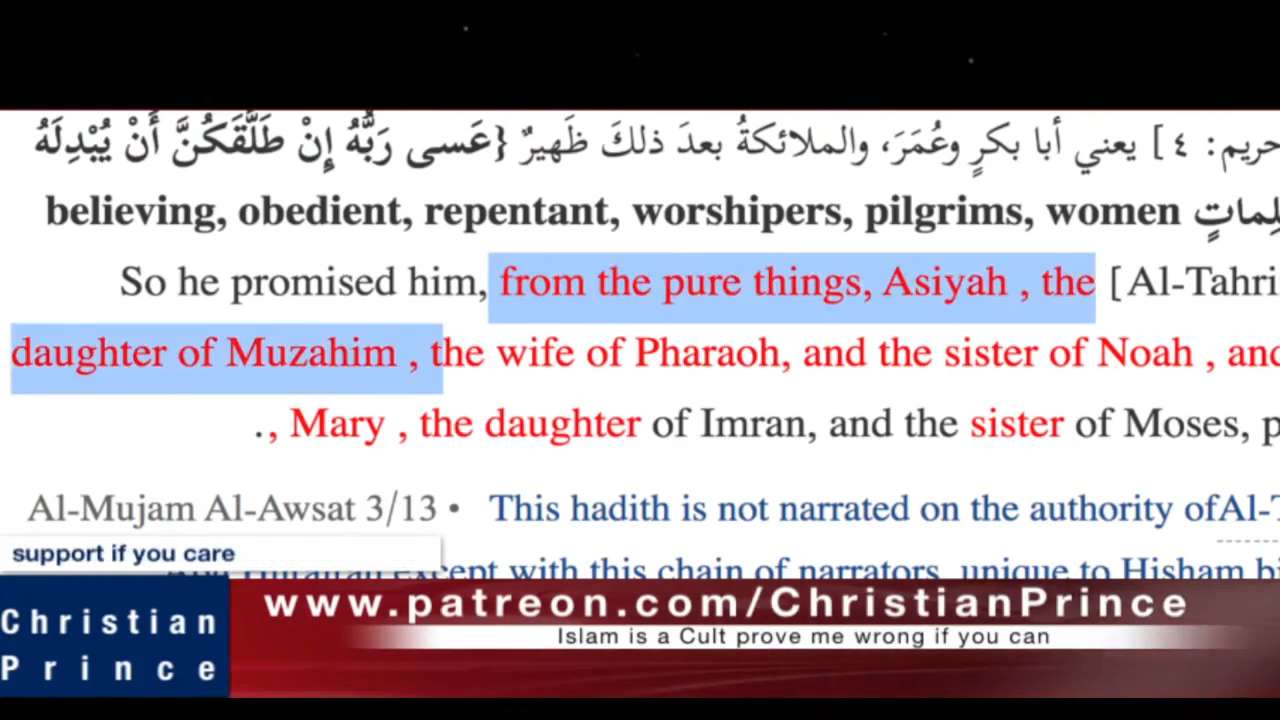 حريم: ٤] يعني أبا بكرٍ وعُمَرَ، والملائكةُ بعدَ ذلكَ ظَهيرٌ {عَسى رَبُّهُ إِنْ طَلَّقَكُنَّ أَنْ يُبْدِلَهُ
believing, obedient, repentant, worshipers, pilgrims, women
So he promised him, from the pure things, Asiyah , the [Al-Tahri
daughter of Muzahim , the wife of Pharaoh, and the sister of Noah , and
., Mary , the daughter of Imran, and the sister of Moses, p
Al-Mujam Al-Awsat 3/13 • This hadith is not narrated on the authority ofAl-
except with this chain of narrators, unique to Hisham bi
support if you care
Christian
Prince
www.patreon.com/ChristianPrince
Islam is a Cult prove me wrong if you can